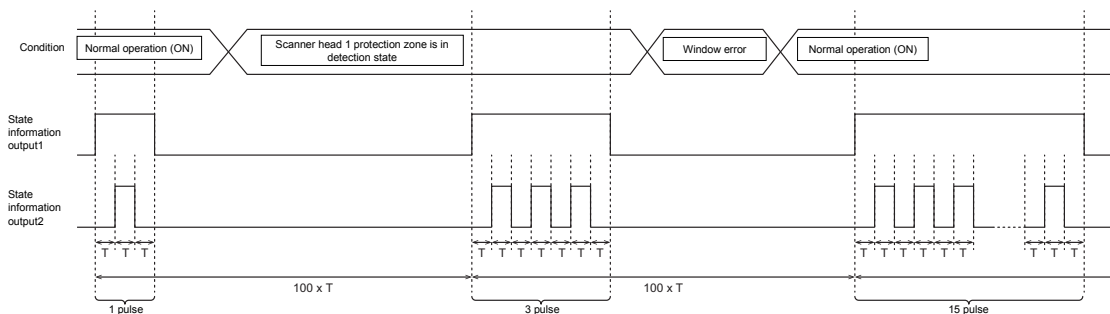 Condition
Normal operation (ON)
Scanner head 1 protection zone is in
detection state
Window error
Normal operation (ON)
State
information
output1
State
information
output2
T T T
T T T T T T T
T T T T T T
T T T
100 x T
100 x T
1 pulse
3 pulse
15 pulse